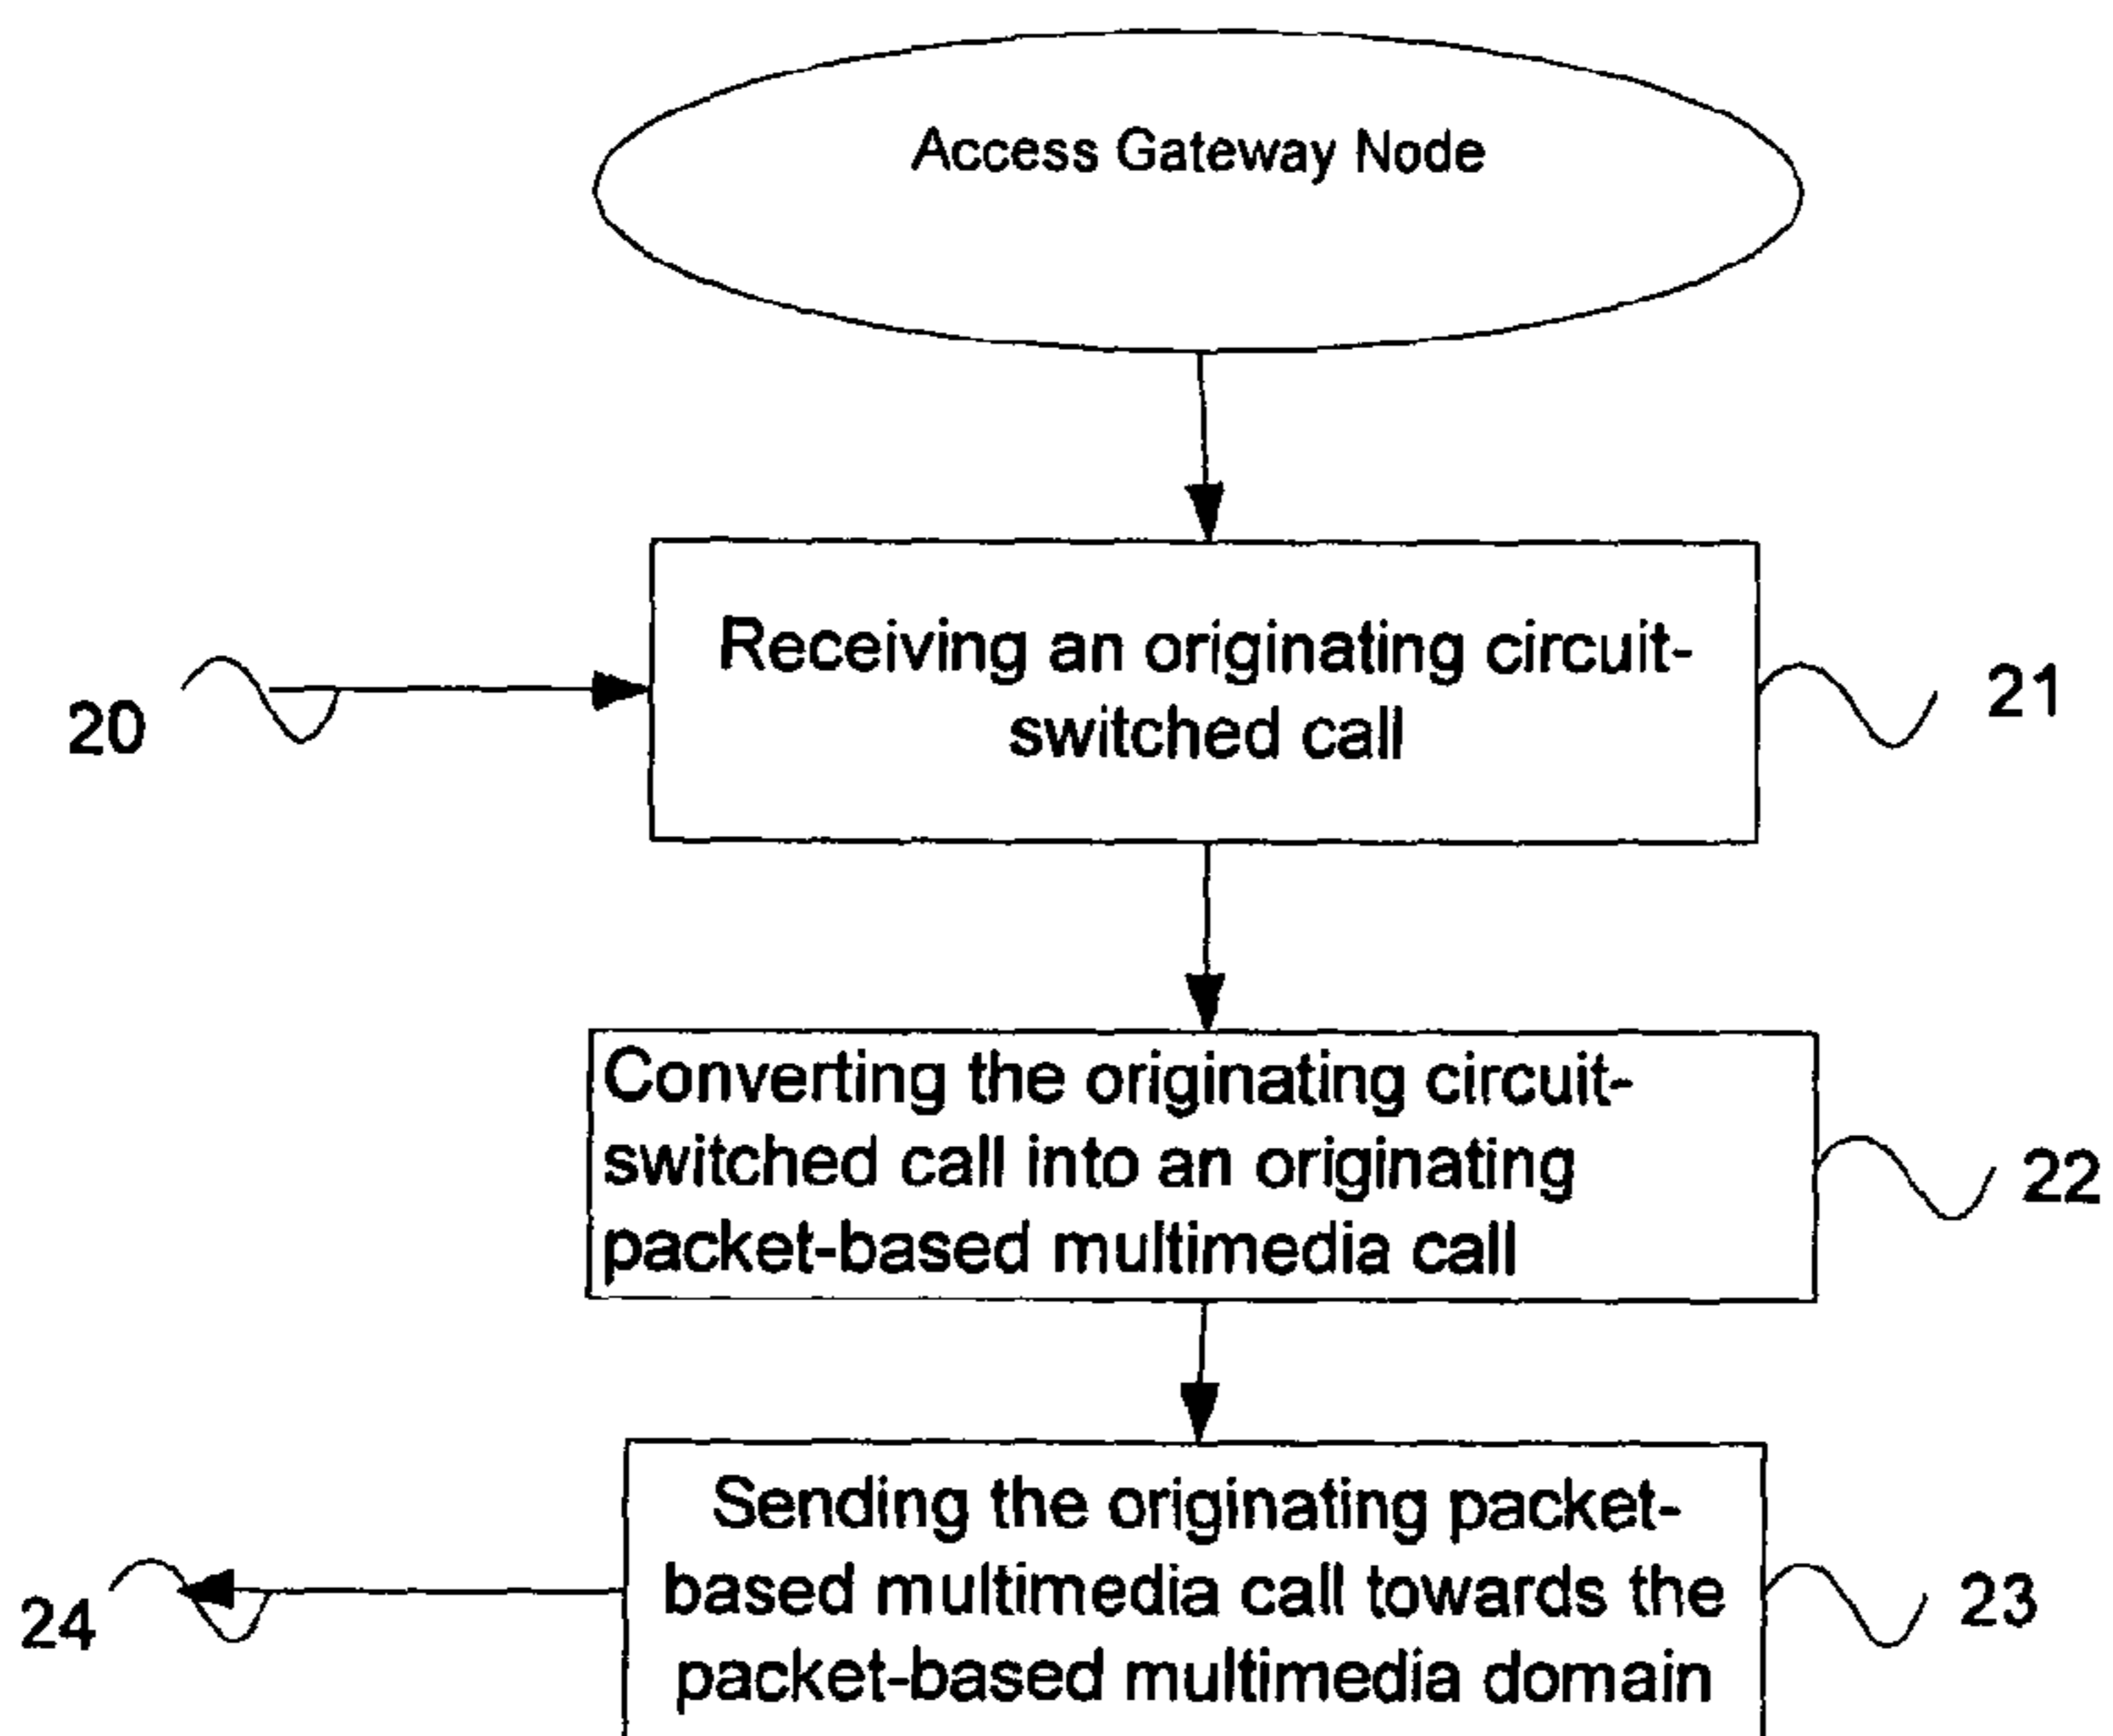 Access Gateway Node
Receiving an originating circuit-
switched call
20
21
Converting the originating circuit-
switched call into an originating
packet-based multimedia call
22
Sending the originating packet-
based multimedia call towards the
packet-based multimedia domain
24
23